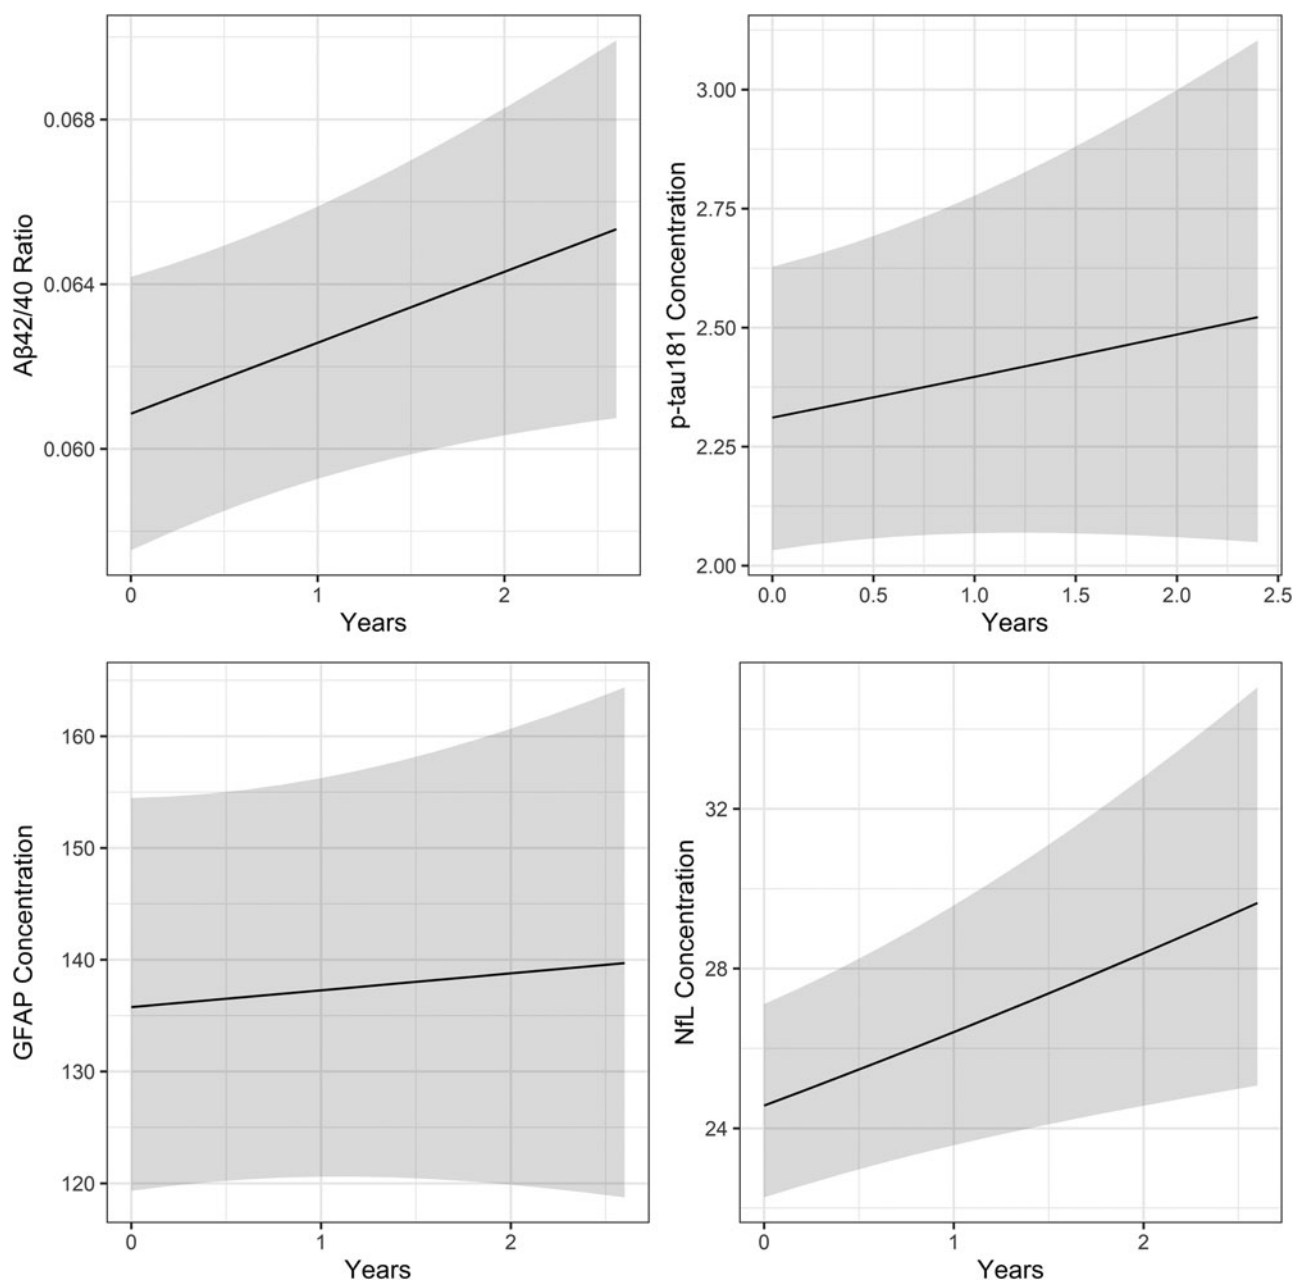 Aβ42/40 Ratio
0.068
0.064
0.060
0 1 2
Years
p-tau181 Concentration
3.00
2.75
2.50
2.25
2.00
0.0 0.5 1.0 1.5 2.0 2.5
Years
GFAP Concentration
160
150
140
130
120
0 1 2
Years
NfL Concentration
32
28
24
0 1 2
Years